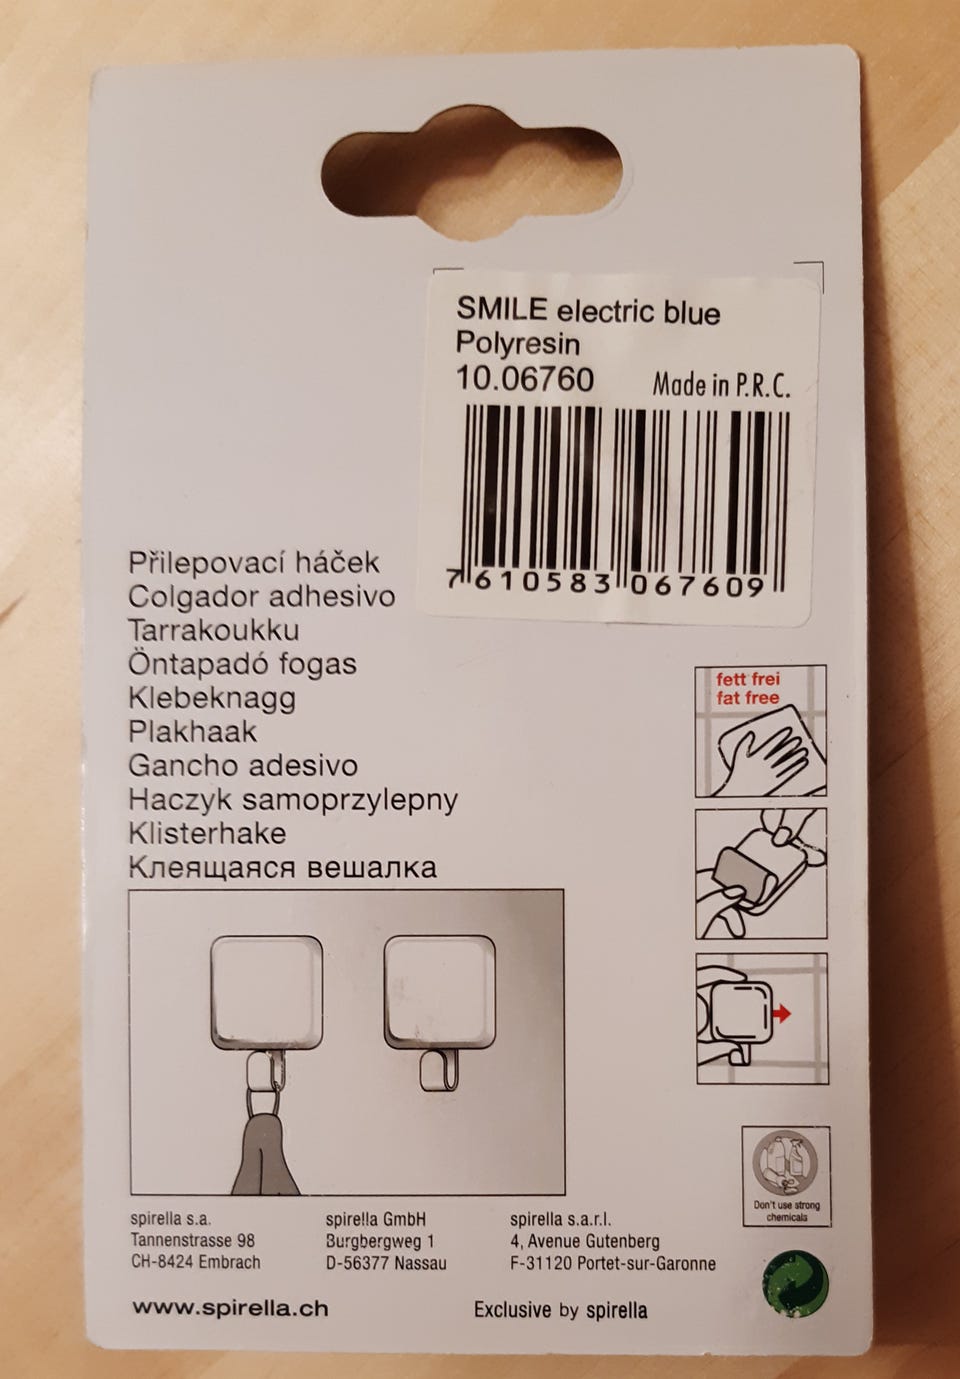 SMILE electric blue
Polyresin
10.06760 Made in P.R.C.
7 610583 067609
Přilepovací háček
Colgador adhesivo
Tarrakoukku
Öntapadó fogas
Klebeknagg
Plakhaak
Gancho adesivo
Haczyk samoprzylepny
Klisterhake
Клеящаяся вешалка
fett frei
fat free
Don't use strong
chemicals
spirella s.a.
Tannenstrasse 98
CH-8424 Embrach
spirella GmbH
Burgbergweg 1
D-56377 Nassau
spirella s.a.r.l.
4, Avenue Gutenberg
F-31120 Portet-sur-Garonne
www.spirella.ch
Exclusive by spirella